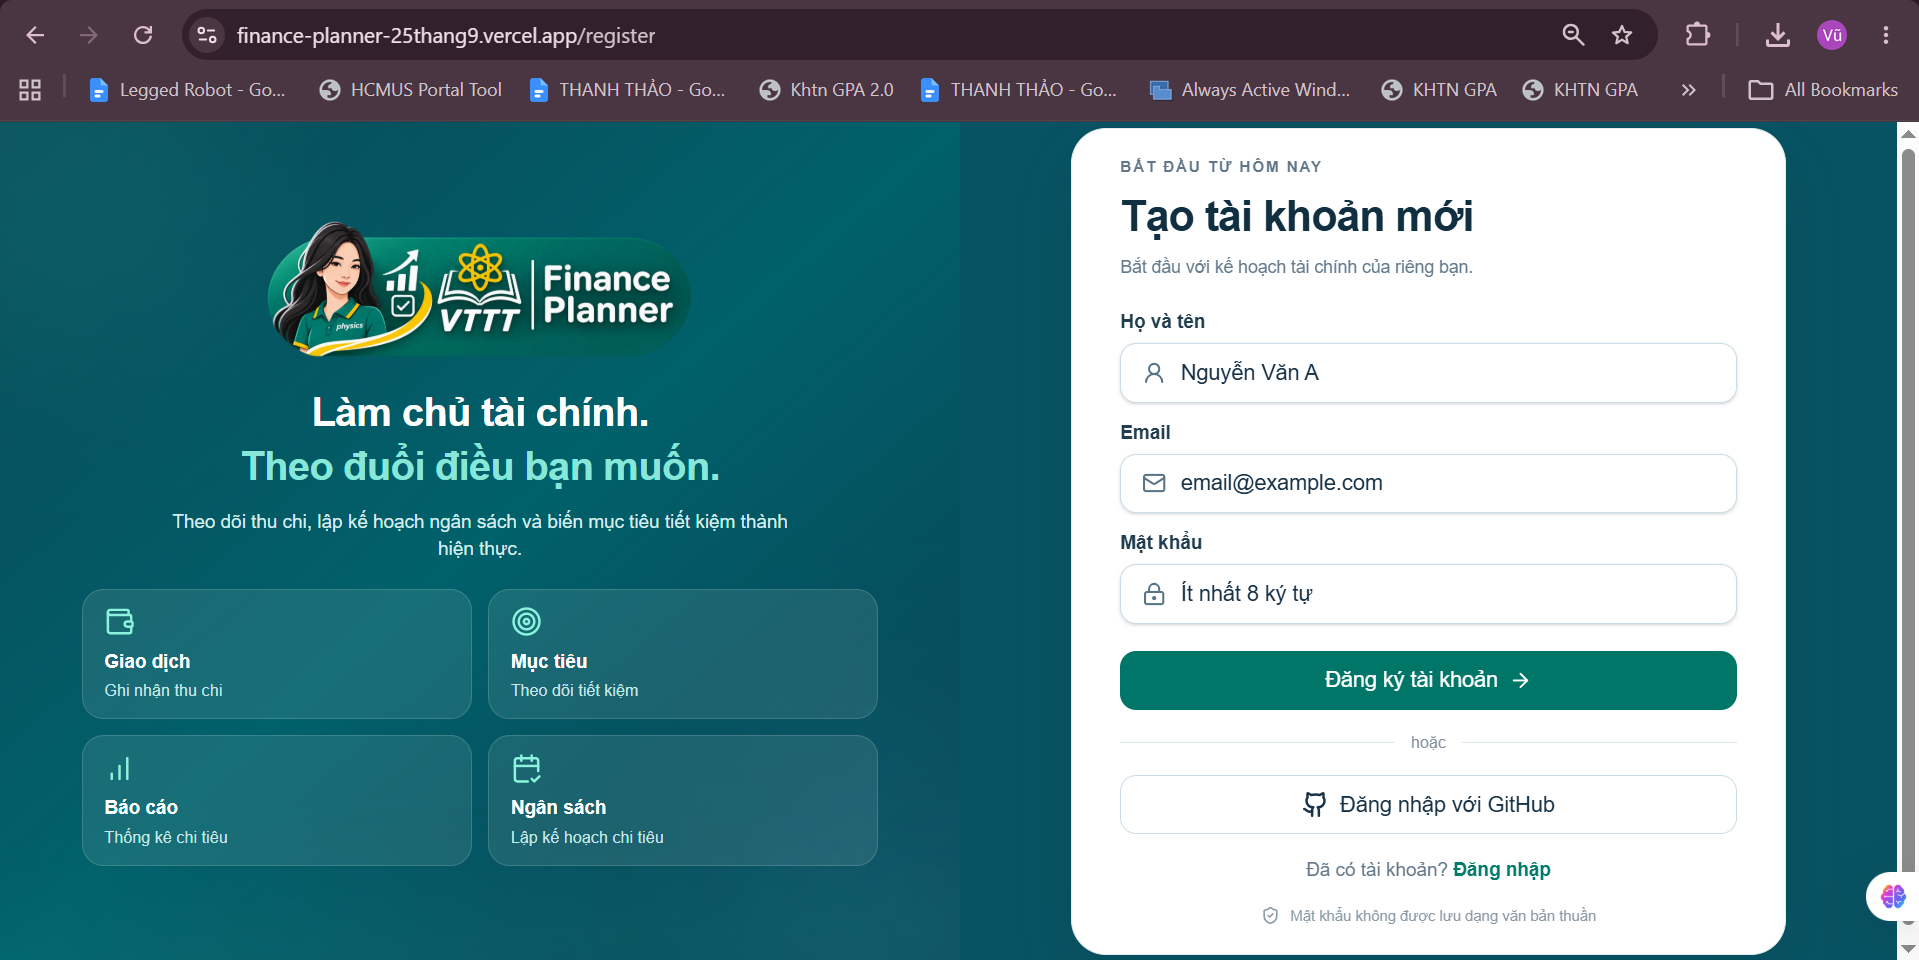 finance-planner-25thang9.vercel.app/register
Vũ
Legged Robot - Go...
HCMUS Portal Tool
THANH THẢO - Go...
Khtn GPA 2.0
THANH THẢO - Go...
Always Active Wind...
KHTN GPA
KHTN GPA
All Bookmarks
physics
VTTT
Finance
Planner
Làm chủ tài chính.
Theo đuổi điều bạn muốn.
Theo dõi thu chi, lập kế hoạch ngân sách và biến mục tiêu tiết kiệm thành
hiện thực.
Giao dịch
Ghi nhận thu chi
Mục tiêu
Theo dõi tiết kiệm
Báo cáo
Thống kê chi tiêu
Ngân sách
Lập kế hoạch chi tiêu
BẮT ĐẦU TỪ HÔM NAY
Tạo tài khoản mới
Bắt đầu với kế hoạch tài chính của riêng bạn.
Họ và tên
Nguyễn Văn A
Email
email@example.com
Mật khẩu
Ít nhất 8 ký tự
Đăng ký tài khoản →
hoặc
Đăng nhập với GitHub
Đã có tài khoản? Đăng nhập
Mật khẩu không được lưu dạng văn bản thuần